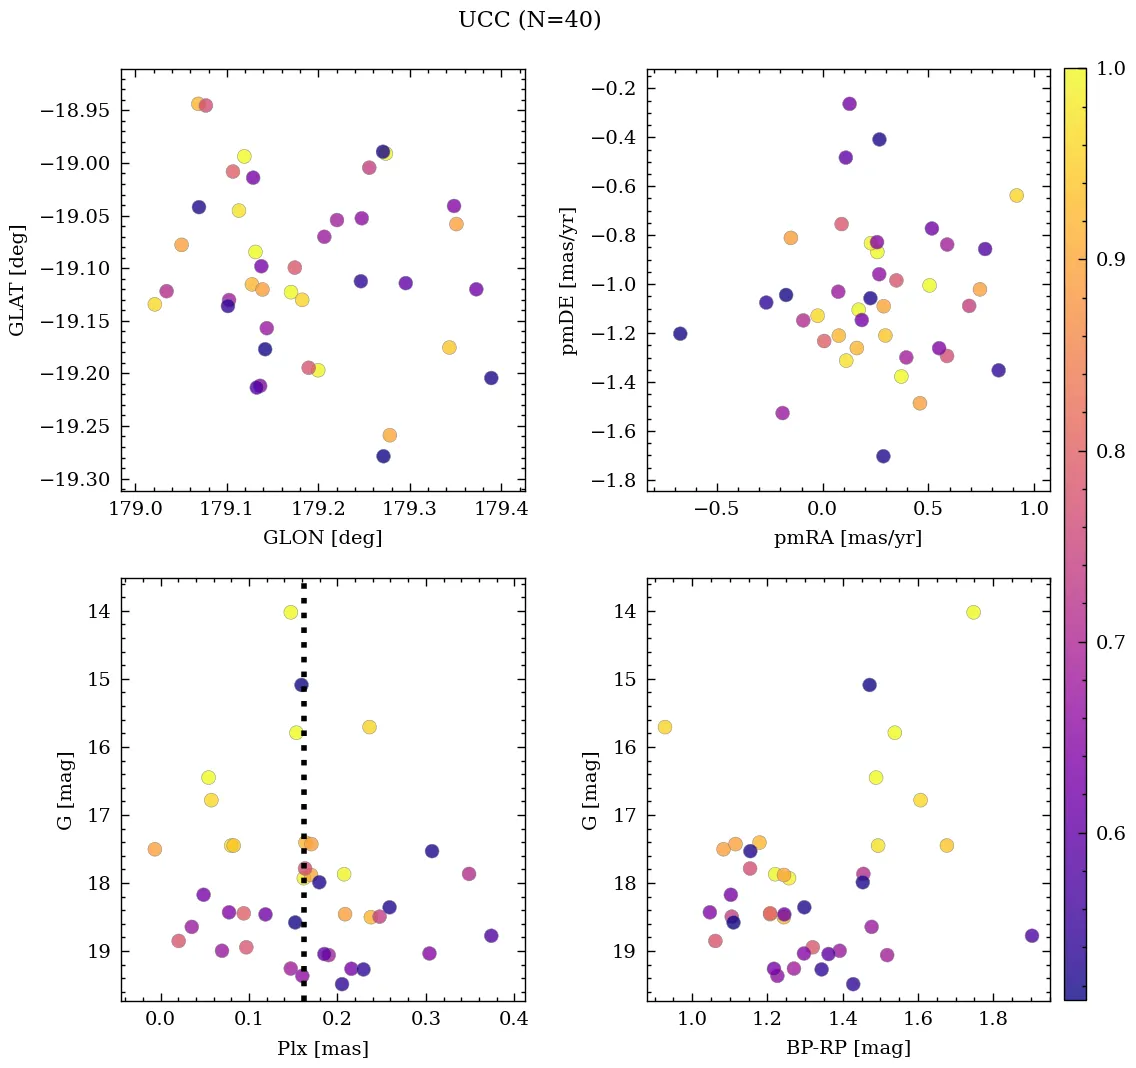 UCC (N=40)
−18.95
−19.00
−19.05
−19.10
−19.15
−19.20
−19.25
−19.30
GLAT [deg]
179.0 179.1 179.2 179.3 179.4
GLON [deg]
−0.2
−0.4
−0.6
−0.8
−1.0
−1.2
−1.4
−1.6
−1.8
pmDE [mas/yr]
−0.5 0.0 0.5 1.0
pmRA [mas/yr]
14
15
16
17
18
19
G [mag]
0.0 0.1 0.2 0.3 0.4
Plx [mas]
14
15
16
17
18
19
G [mag]
1.0 1.2 1.4 1.6 1.8
BP-RP [mag]
1.0
0.9
0.8
0.7
0.6